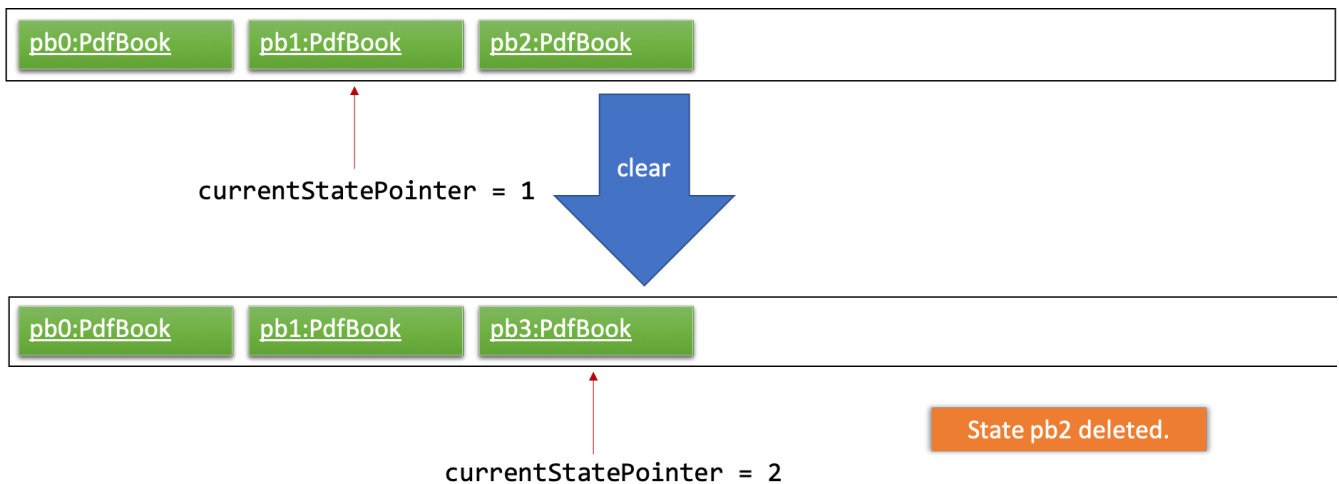 pb0:PdfBook
pb1:PdfBook
pb2:PdfBook
clear
currentStatePointer = 1
pb0:PdfBook
pb1:PdfBook
pb3:PdfBook
State pb2 deleted.
currentStatePointer = 2